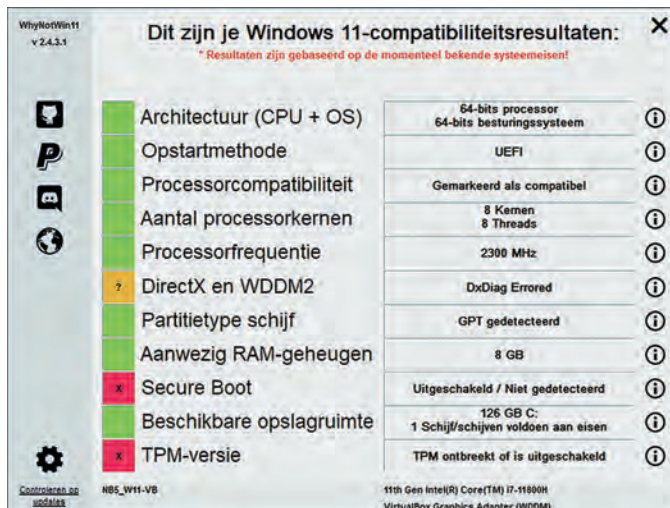 WhyNotWin11
v 2.4.3.1
Dit zijn je Windows 11-compatibiliteitsresultaten:
* Resultaten zijn gebaseerd op de momenteel bekende systeemeisen!
Architectuur (CPU + OS)
64-bits processor
64-bits besturingssysteem
Opstartmethode
UEFI
Processorcompatibiliteit
Gemarkeerd als compatibel
Aantal processorkernen
8 Kernen
8 Threads
Processorfrequentie
2300 MHz
? DirectX en WDDM2
DxDiag Errored
Partitietype schijf
GPT gedetecteerd
Aanwezig RAM-geheugen
8 GB
X Secure Boot
Uitgeschakeld / Niet gedetecteerd
Beschikbare opslagruimte
126 GB C:
1 Schijf/schijven voldoen aan eisen
X TPM-versie
TPM ontbreekt of is uitgeschakeld
Controleren op
updates
NB5_W11-VB
11th Gen Intel(R) Core(TM) i7-11800H
VirtualBox Graphics Adapter (WDDM)